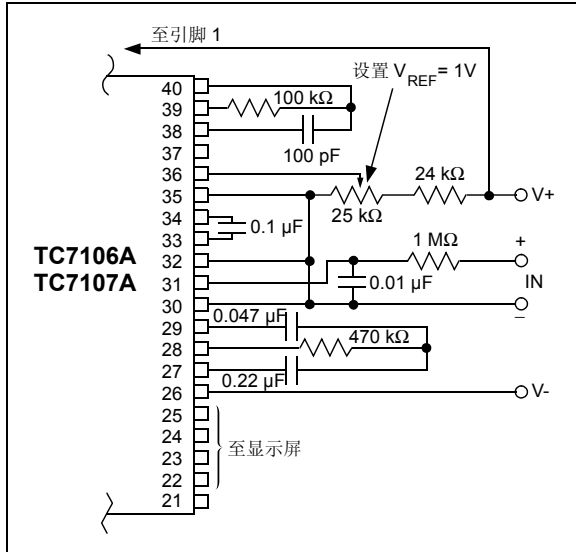 至引脚 1
设置 VREF= 1V
40
39
100 kΩ
38
100 pF
37
36
24 kΩ
35
25 kΩ
V+
34
0.1 µF
33
TC7106A
TC7107A
32
1 MΩ
+
31
0.01 µF
IN
30
–
29
0.047 µF
28
470 kΩ
27
0.22 µF
26
V-
25
24
至显示屏
23
22
21